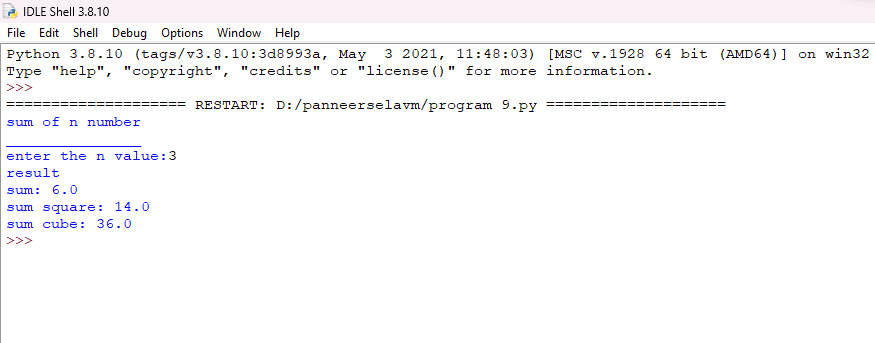 IDLE Shell 3.8.10
File Edit Shell Debug Options Window Help
Python 3.8.10 (tags/v3.8.10:3d8993a, May  3 2021, 11:48:03) [MSC v.1928 64 bit (AMD64)] on win32
Type "help", "copyright", "credits" or "license()" for more information.
>>>
==================== RESTART: D:/panneerselavm/program 9.py ====================
sum of n number
_______________
enter the n value:3
result
sum: 6.0
sum square: 14.0
sum cube: 36.0
>>>